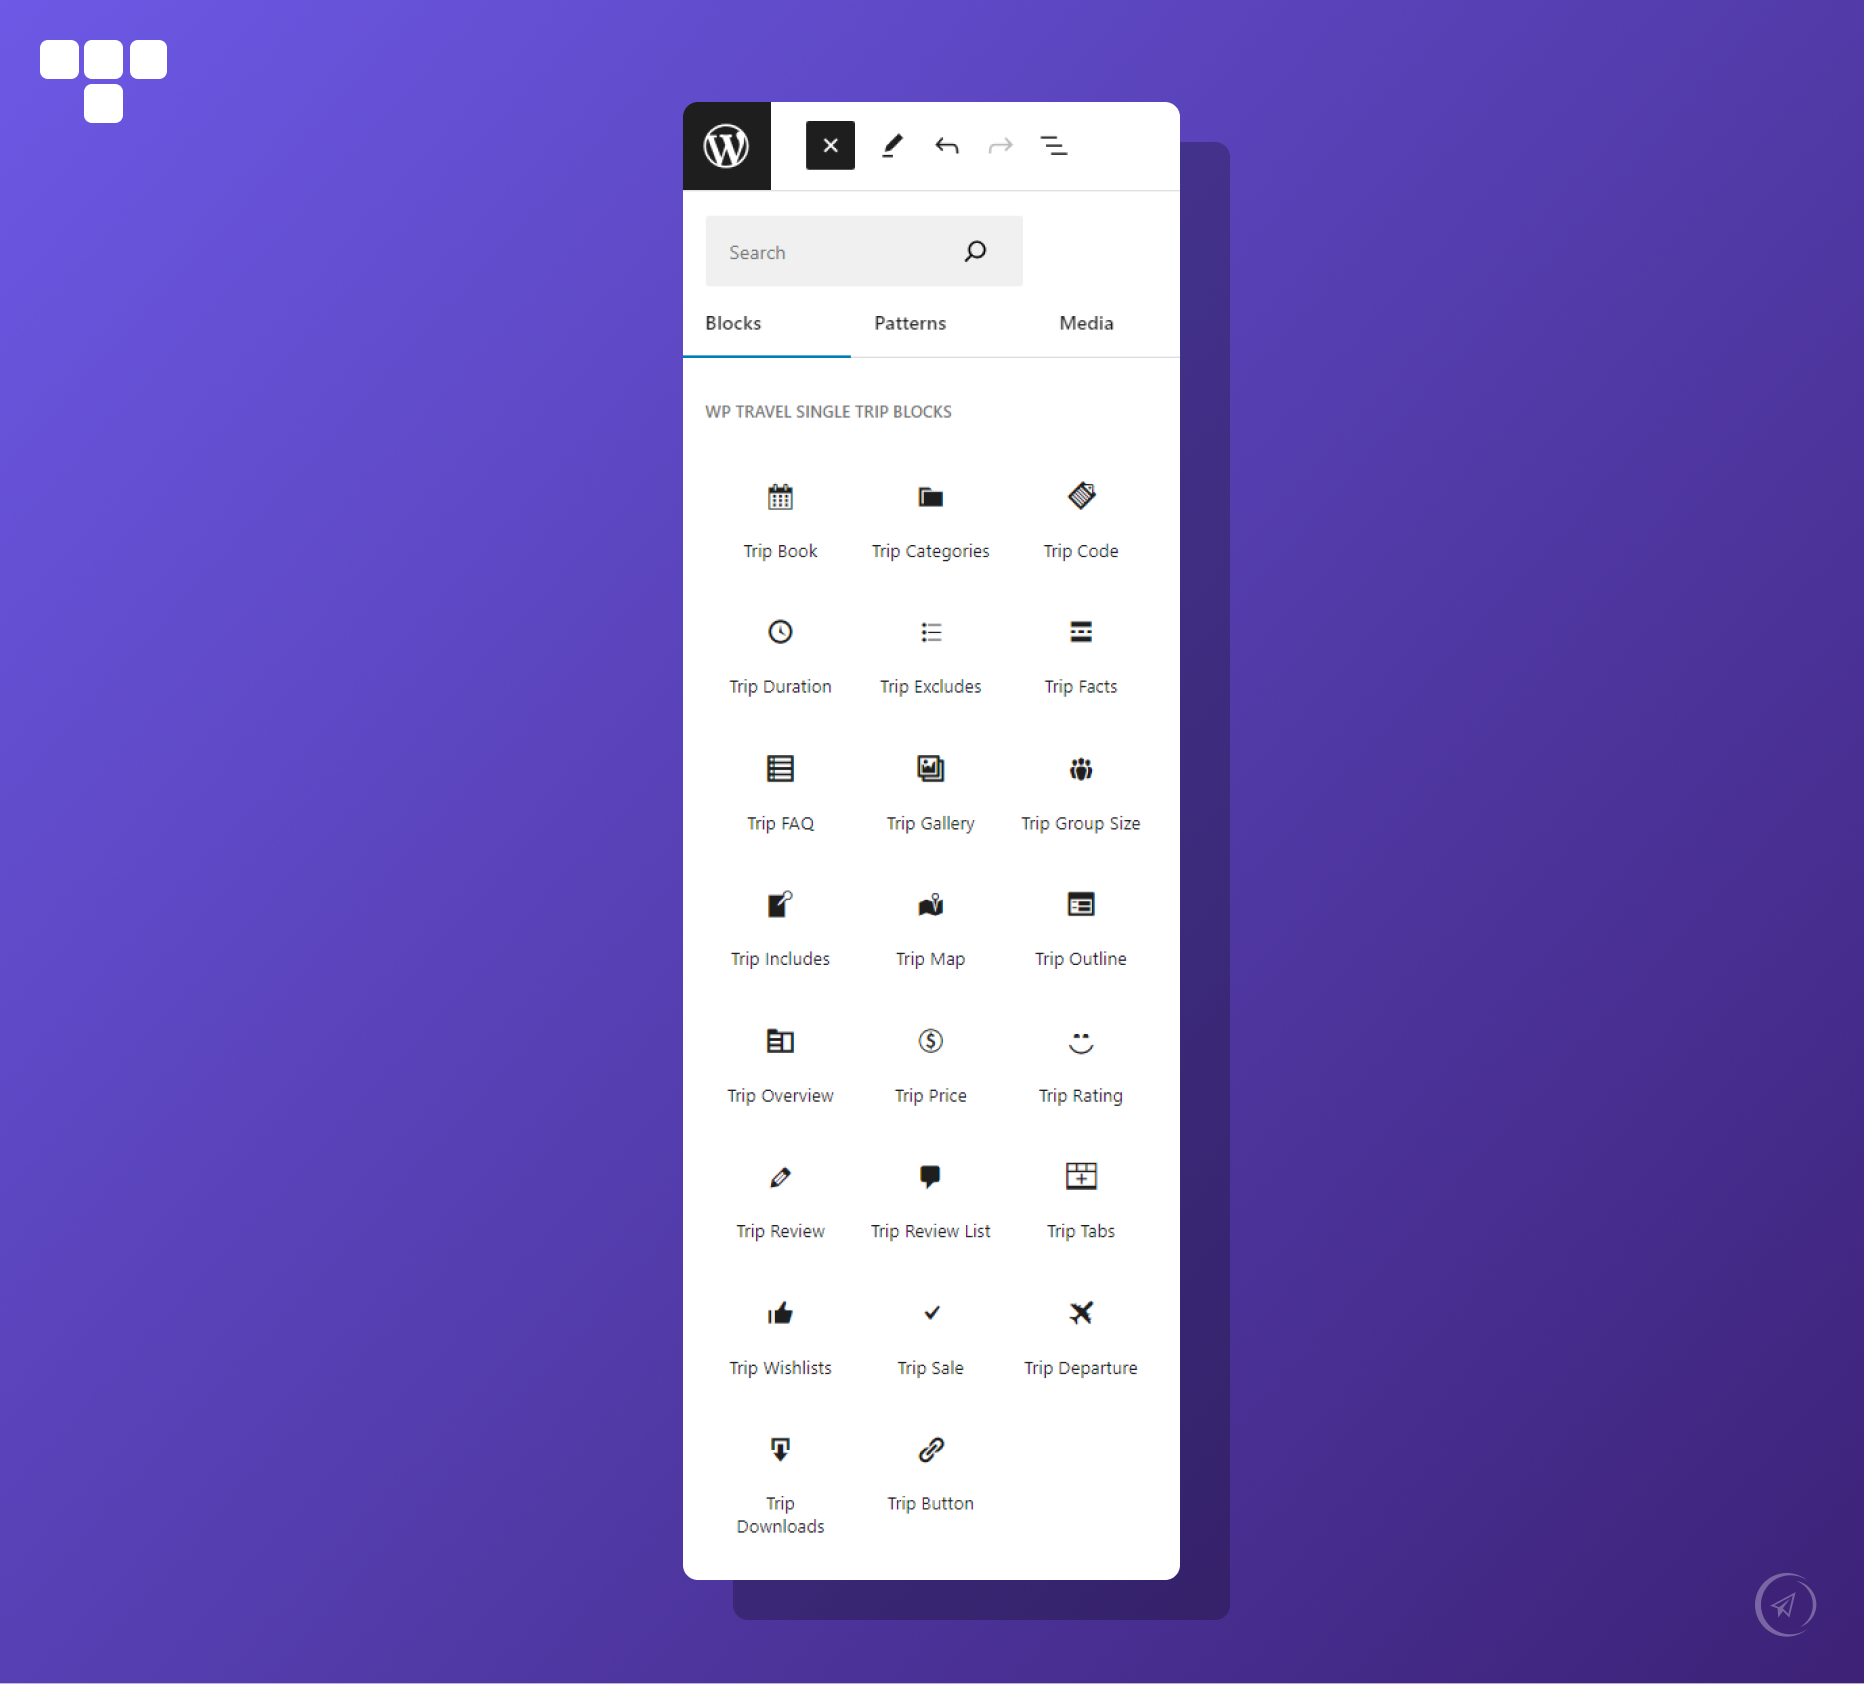 Search
Blocks Patterns Media
WP TRAVEL SINGLE TRIP BLOCKS
Trip Book Trip Categories Trip Code
Trip Duration Trip Excludes Trip Facts
Trip FAQ Trip Gallery Trip Group Size
Trip Includes Trip Map Trip Outline
Trip Overview Trip Price Trip Rating
Trip Review Trip Review List Trip Tabs
Trip Wishlists Trip Sale Trip Departure
Trip Downloads Trip Button